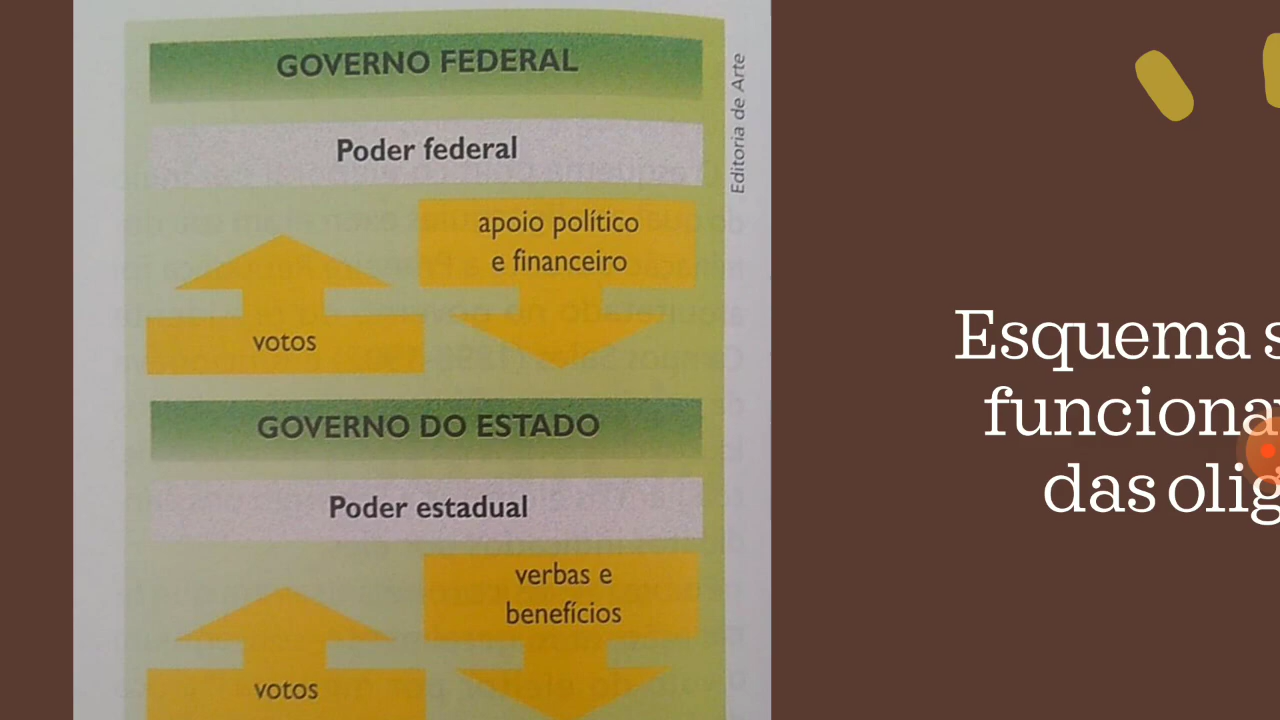 GOVERNO FEDERAL
Poder federal
apoio político
e financeiro
votos
GOVERNO DO ESTADO
Poder estadual
verbas e
benefícios
votos
Editoria de Arte
Esquema s
funciona
das olig